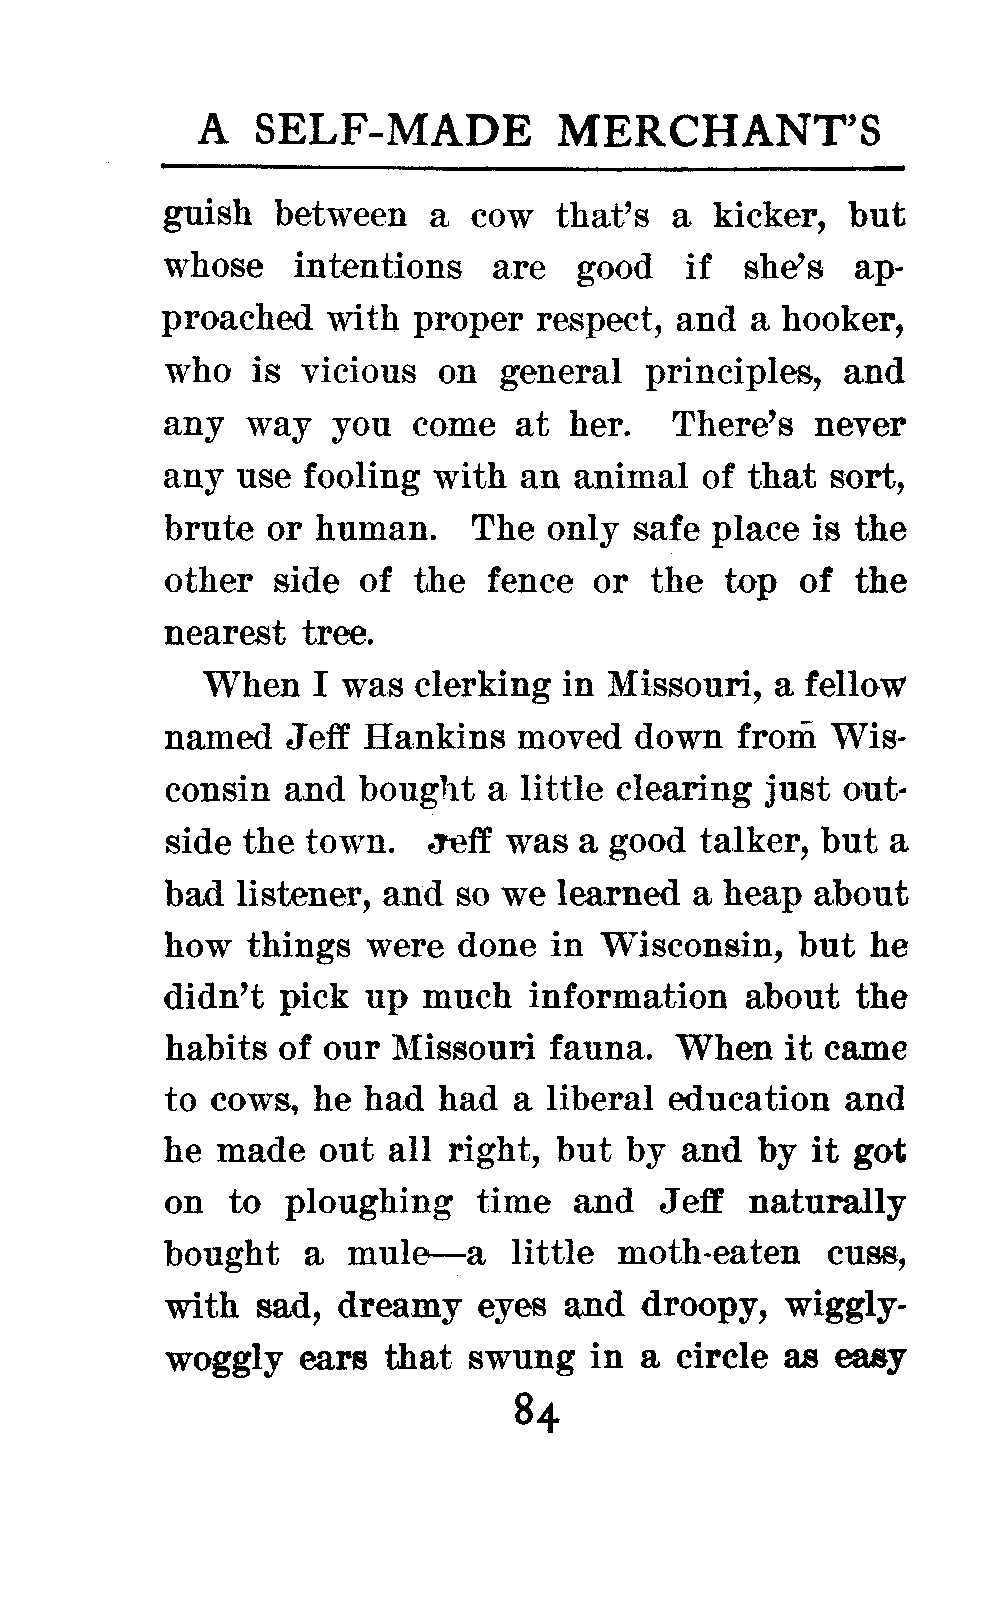 A SELF-MADE MERCHANT'S
guish between a cow that's a kicker, but
whose intentions are good if she's ap-
proached with proper respect, and a hooker,
who is vicious on general principles, and
any way you come at her. There's never
any use fooling with an animal of that sort,
brute or human. The only safe place is the
other side of the fence or the top of the
nearest tree.
When I was clerking in Missouri, a fellow
named Jeff Hankins moved down from Wis-
consin and bought a little clearing just out-
side the town. Jeff was a good talker, but a
bad listener, and so we learned a heap about
how things were done in Wisconsin, but he
didn't pick up much information about the
habits of our Missouri fauna. When it came
to cows, he had had a liberal education and
he made out all right, but by and by it got
on to ploughing time and Jeff naturally
bought a mule—a little moth-eaten cuss,
with sad, dreamy eyes and droopy, wiggly-
woggly ears that swung in a circle as easy
84